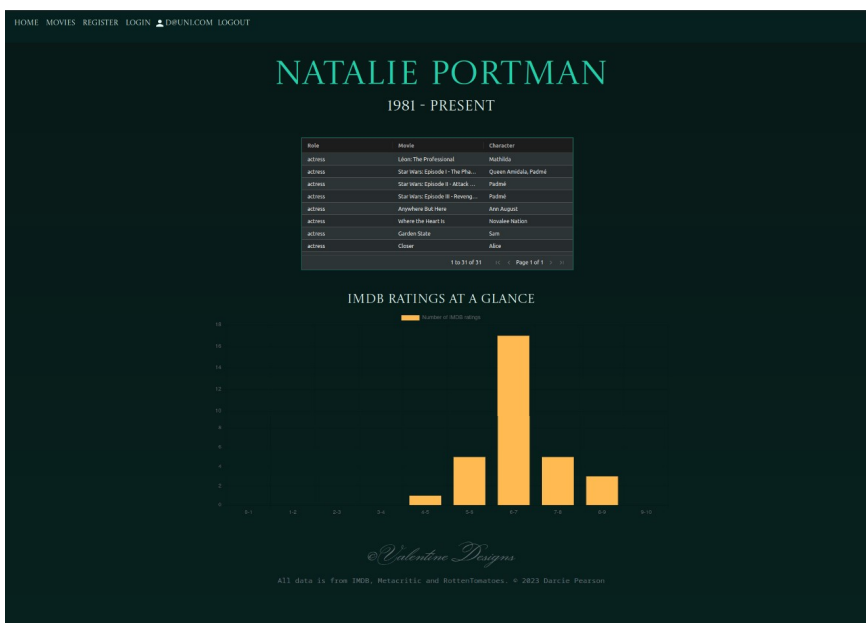 HOME MOVIES REGISTER LOGIN D@UNI.COM LOGOUT
NATALIE PORTMAN
1981 - PRESENT
Role Movie Character
actress Léon: The Professional Mathilda
actress Star Wars: Episode I - The Pha... Queen Amidala, Padmé
actress Star Wars: Episode II - Attack ... Padmé
actress Star Wars: Episode III - Reveng... Padmé
actress Anywhere But Here Ann August
actress Where the Heart Is Novalee Nation
actress Garden State Sam
actress Closer Alice
1 to 31 of 31 Page 1 of 1
IMDB RATINGS AT A GLANCE
Number of IMDB ratings
18
16
14
12
10
8
6
4
2
0
0-1 1-2 2-3 3-4 4-5 5-6 6-7 7-8 8-9 9-10
©Valentine Designs
All data is from IMDB, Metacritic and RottenTomatoes. © 2023 Darcie Pearson